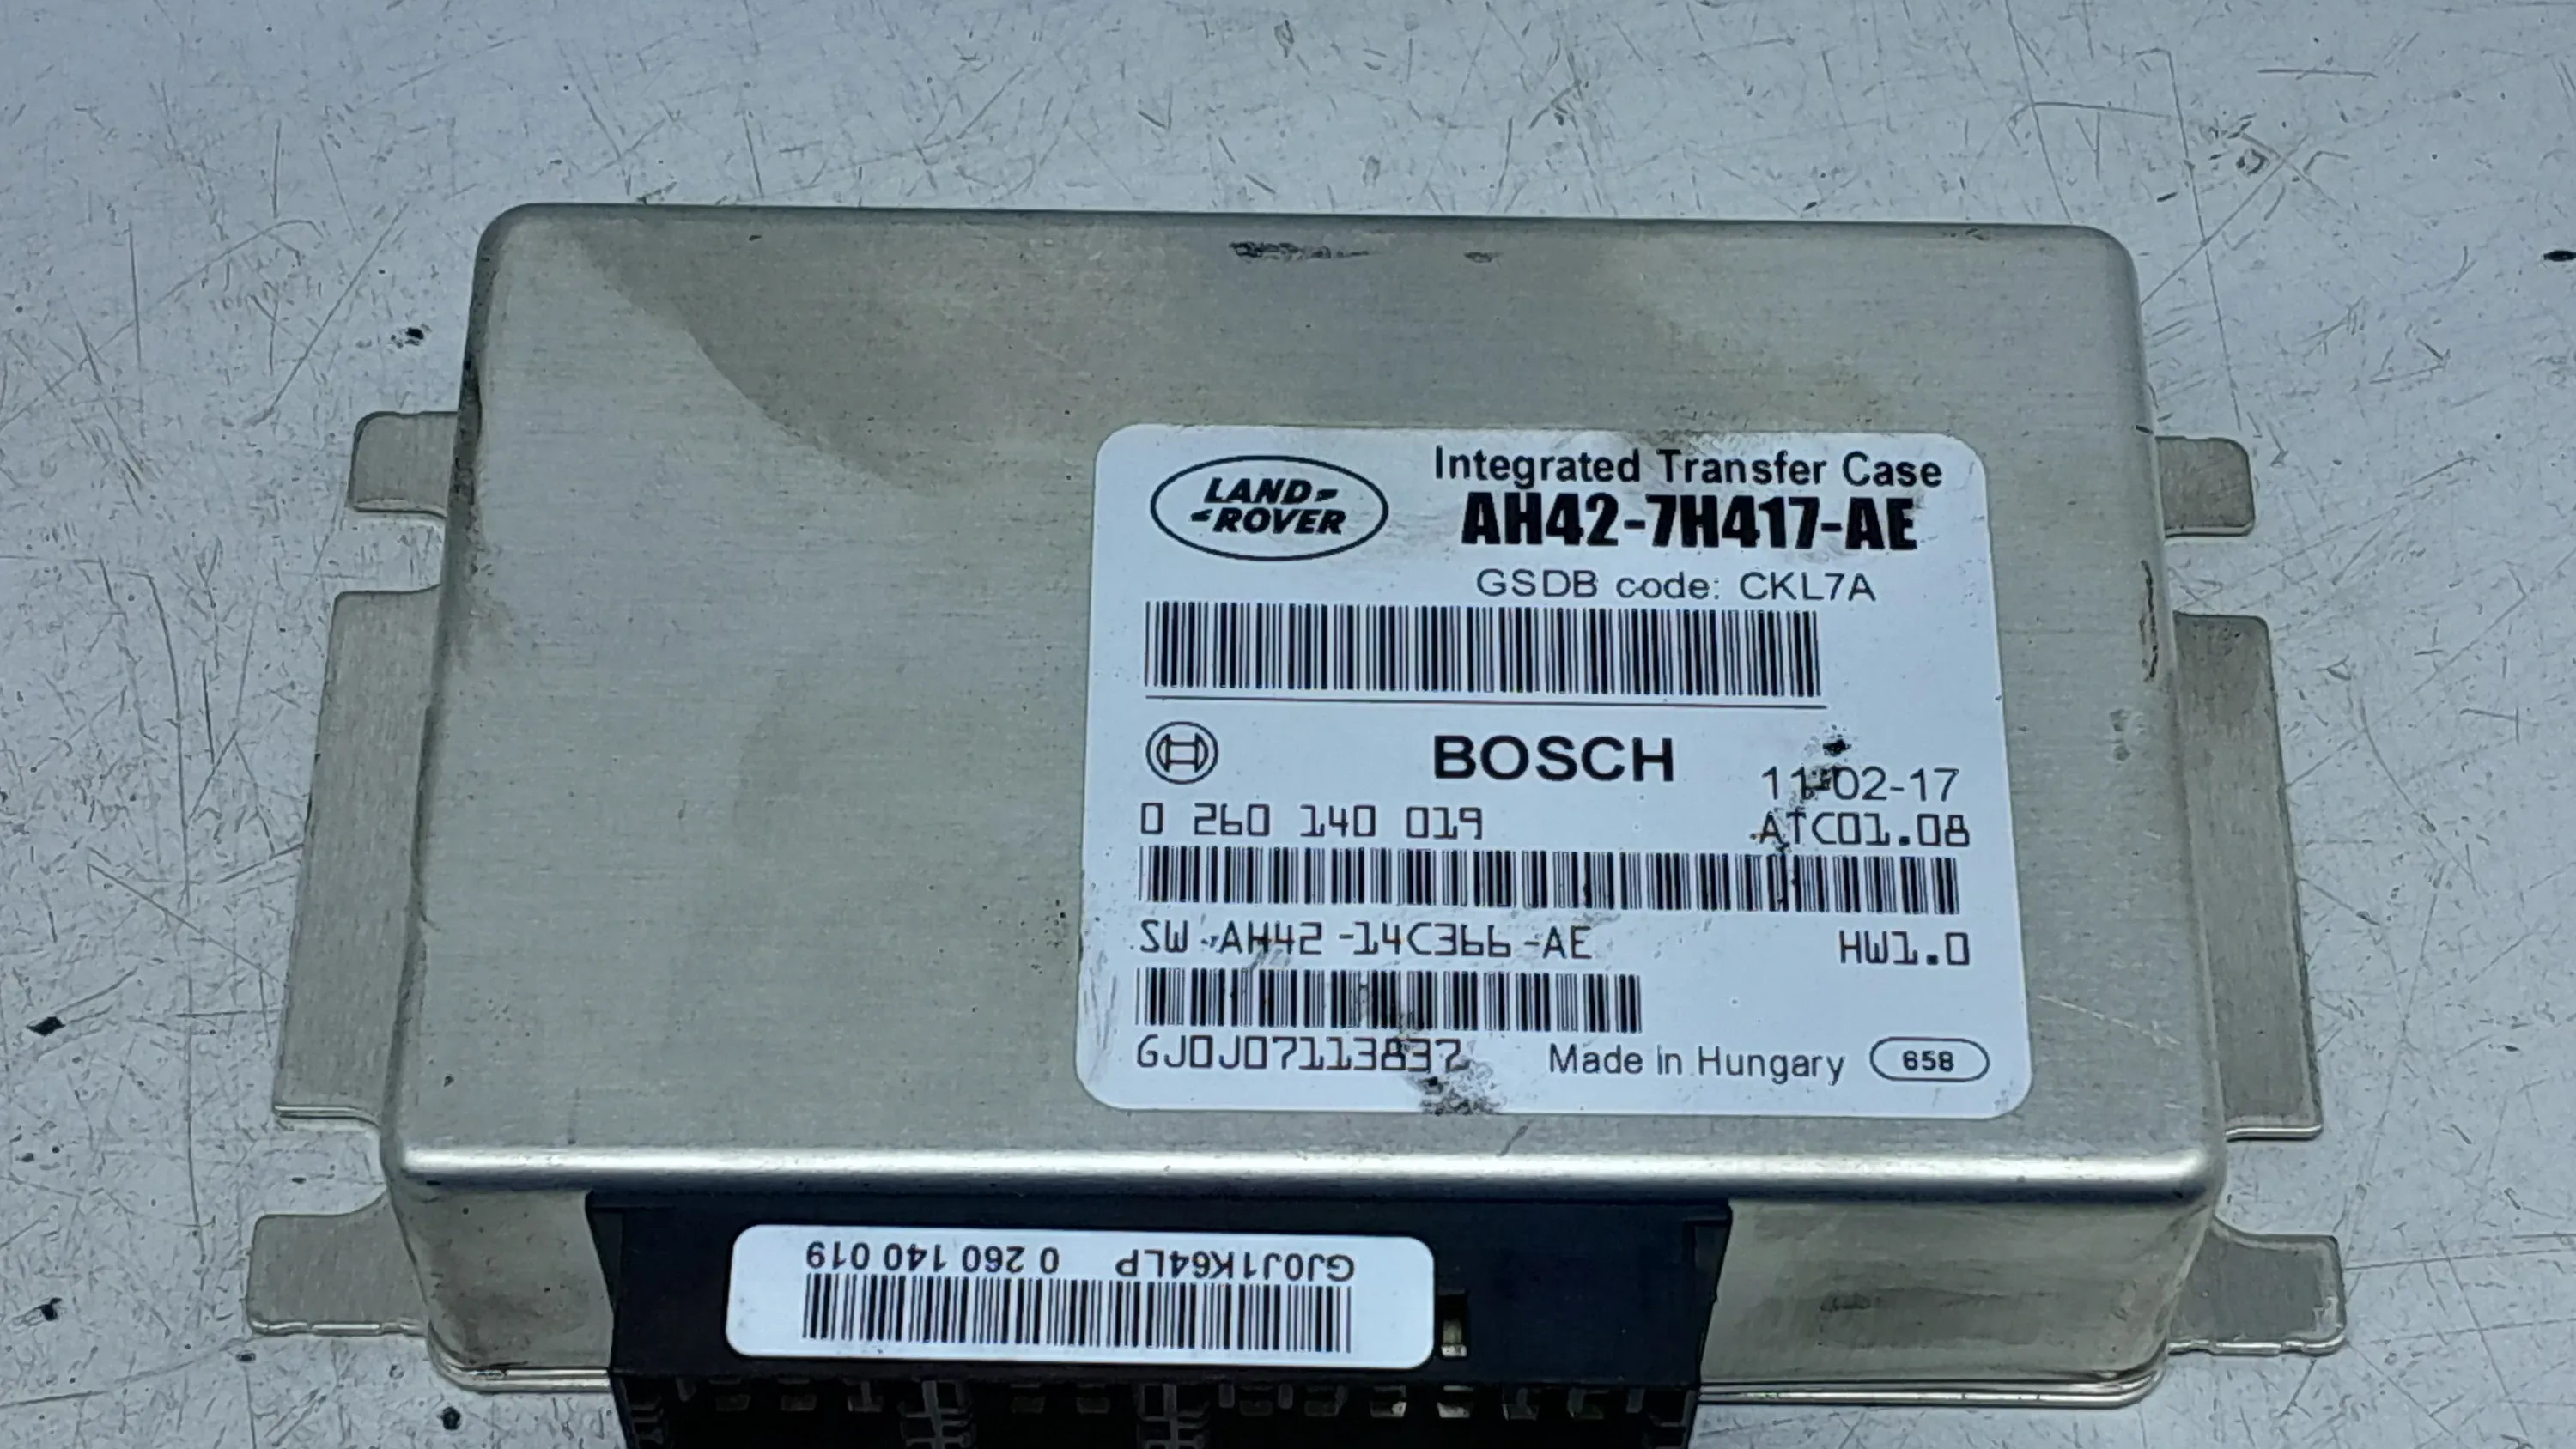 LAND-
-ROVER
Integrated Transfer Case
AH42-7H417-AE
GSDB code: CKL7A
BOSCH
11-02-17
0 260 140 019
ATC01.08
SW-AH42-14C366-AE
HW1.0
GJ0J07113837
Made in Hungary
658
GJ0J1K64LP 0 260 140 019